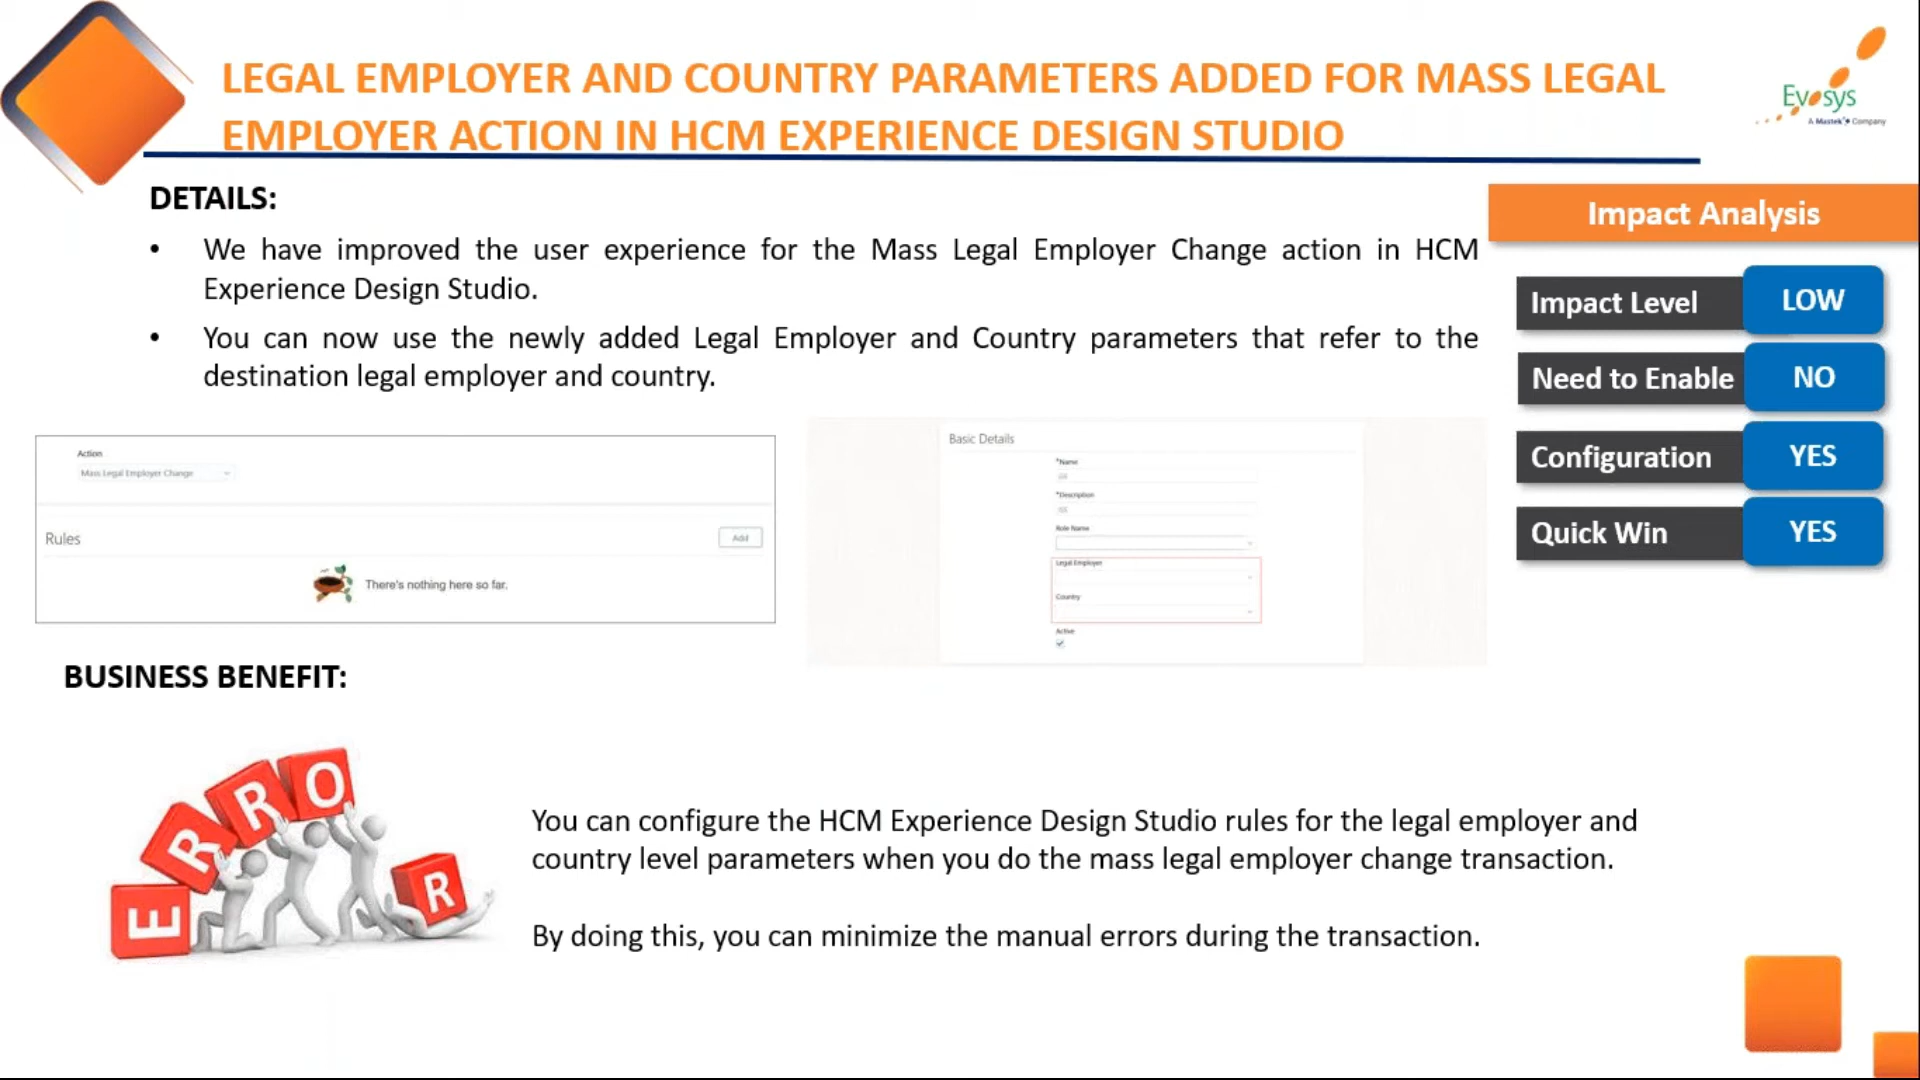 LEGAL EMPLOYER AND COUNTRY PARAMETERS ADDED FOR MASS LEGAL
EMPLOYER ACTION IN HCM EXPERIENCE DESIGN STUDIO
Evosys
A Mastek Company
DETAILS:
• We have improved the user experience for the Mass Legal Employer Change action in HCM
Experience Design Studio.
• You can now use the newly added Legal Employer and Country parameters that refer to the
destination legal employer and country.
Impact Analysis
Impact Level LOW
Need to Enable NO
Configuration YES
Quick Win YES
Action
Mass Legal Employer Change
Rules
Add
There's nothing here so far.
Basic Details
*Name
*Description
Role Name
Legal Employer
Country
Active
BUSINESS BENEFIT:
E R R O R
You can configure the HCM Experience Design Studio rules for the legal employer and
country level parameters when you do the mass legal employer change transaction.
By doing this, you can minimize the manual errors during the transaction.